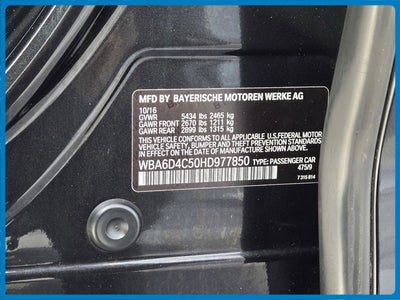 MFD BY BAYERISCHE MOTOREN WERKE AG
10/16
GVWR 5434 lbs 2465 kg
GAWR FRONT 2670 lbs 1211 kg
GAWR REAR 2899 lbs 1315 kg
THIS VEHICLE CONFORMS TO ALL APPLICABLE U.S. FEDERAL MOTOR
VEHICLE SAFETY, BUMPER, AND THEFT PREVENTION STANDARDS
IN EFFECT ON THE DATE OF MANUFACTURE SHOWN ABOVE.
WBA6D4C50HD977850 TYPE: PASSENGER CAR
475/9
7 315 814